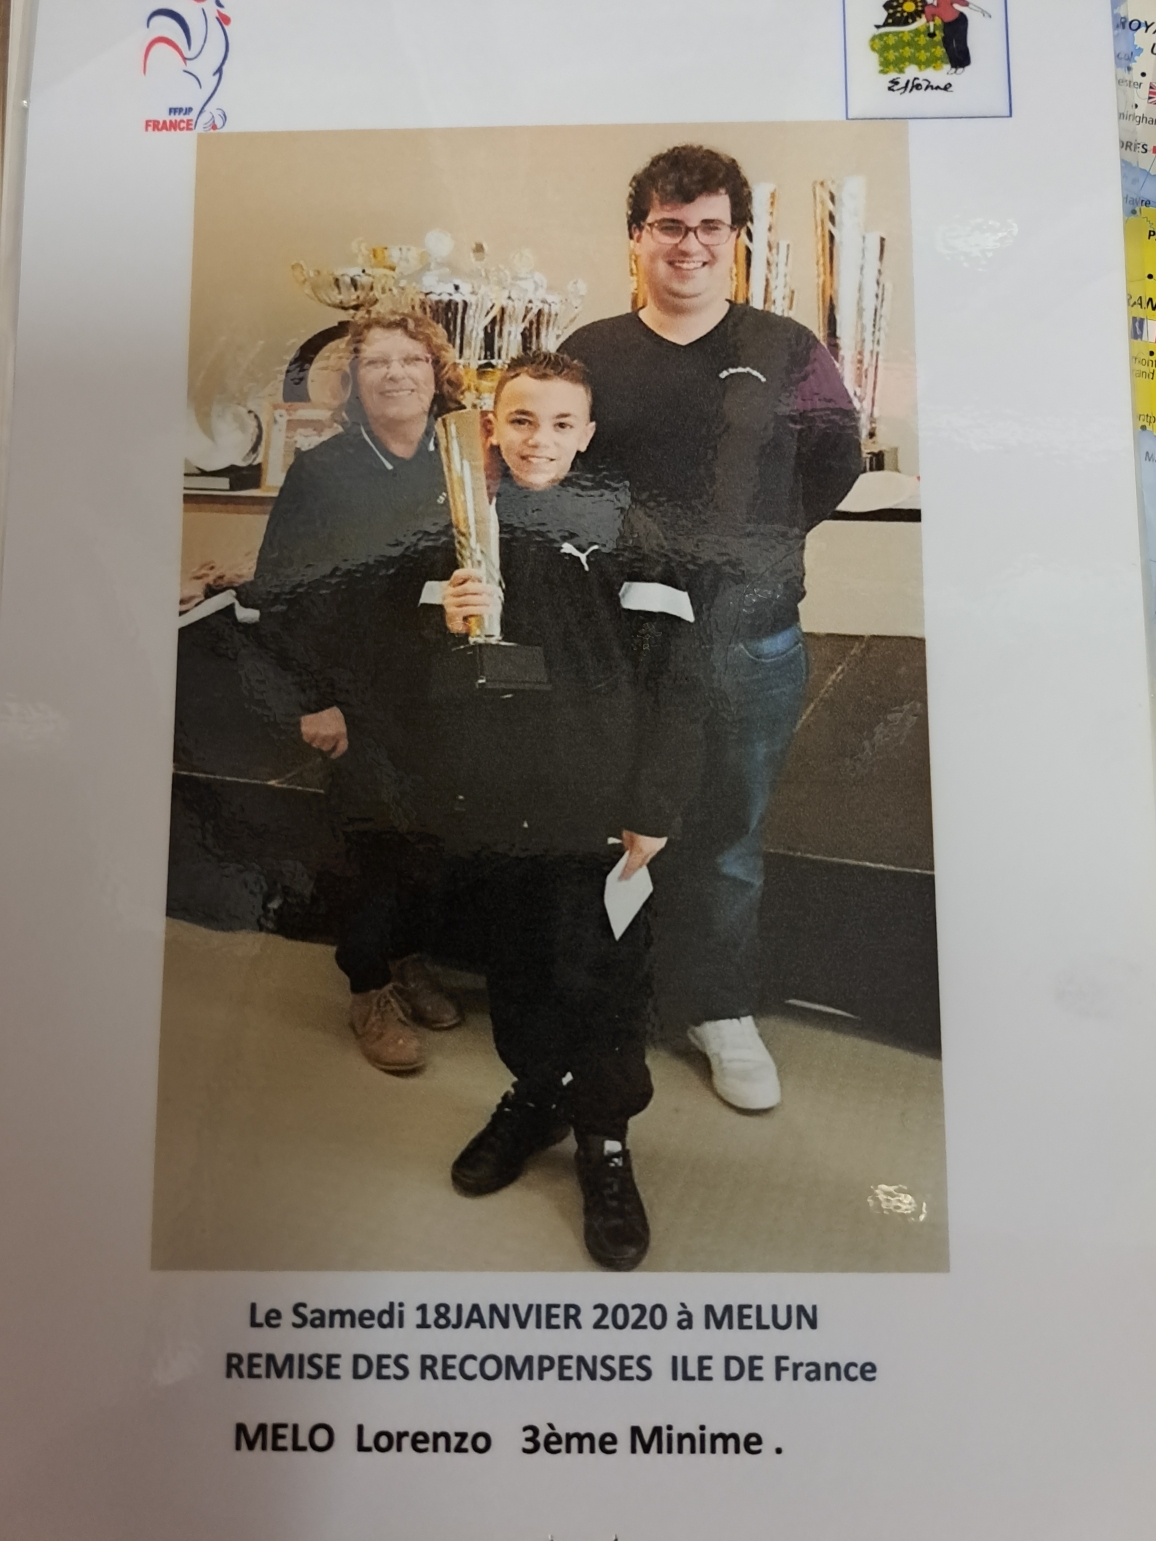 FFPJP
FRANCE
Essonne
Le Samedi 18JANVIER 2020 à MELUN
REMISE DES RECOMPENSES ILE DE France
MELO Lorenzo 3ème Minime .